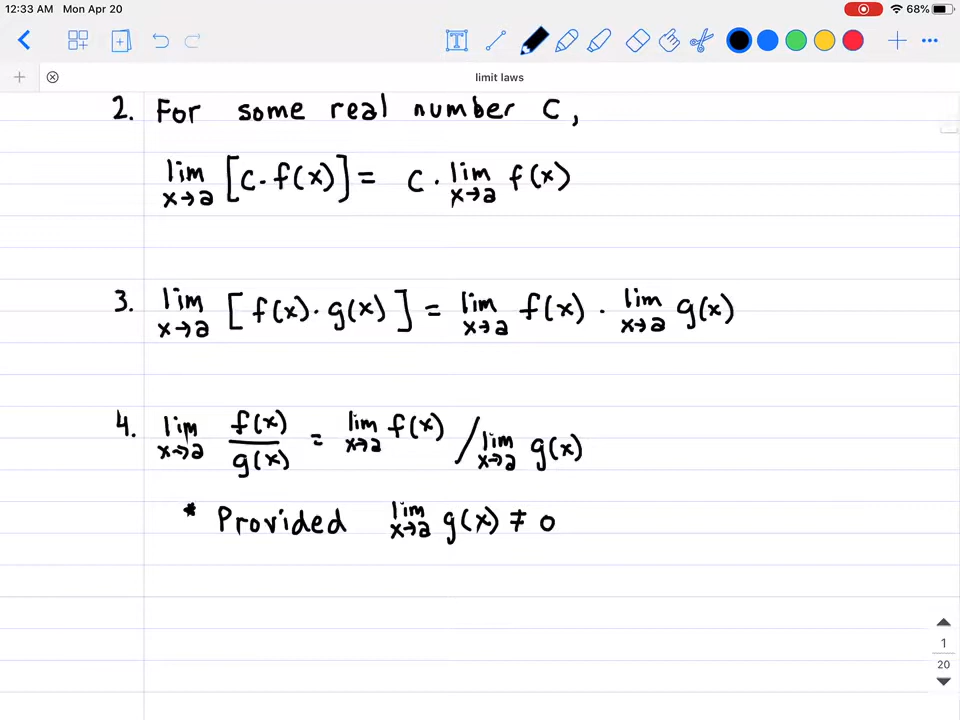 12:33 AM Mon Apr 20 68%
limit laws
2. For some real number c,
lim x→a [c·f(x)] = c·lim x→a f(x)
3. lim x→a [f(x)·g(x)] = lim x→a f(x) · lim x→a g(x)
4. lim x→a f(x)/g(x) = lim x→a f(x) / lim x→a g(x)
* Provided lim x→a g(x) ≠ 0
1
20